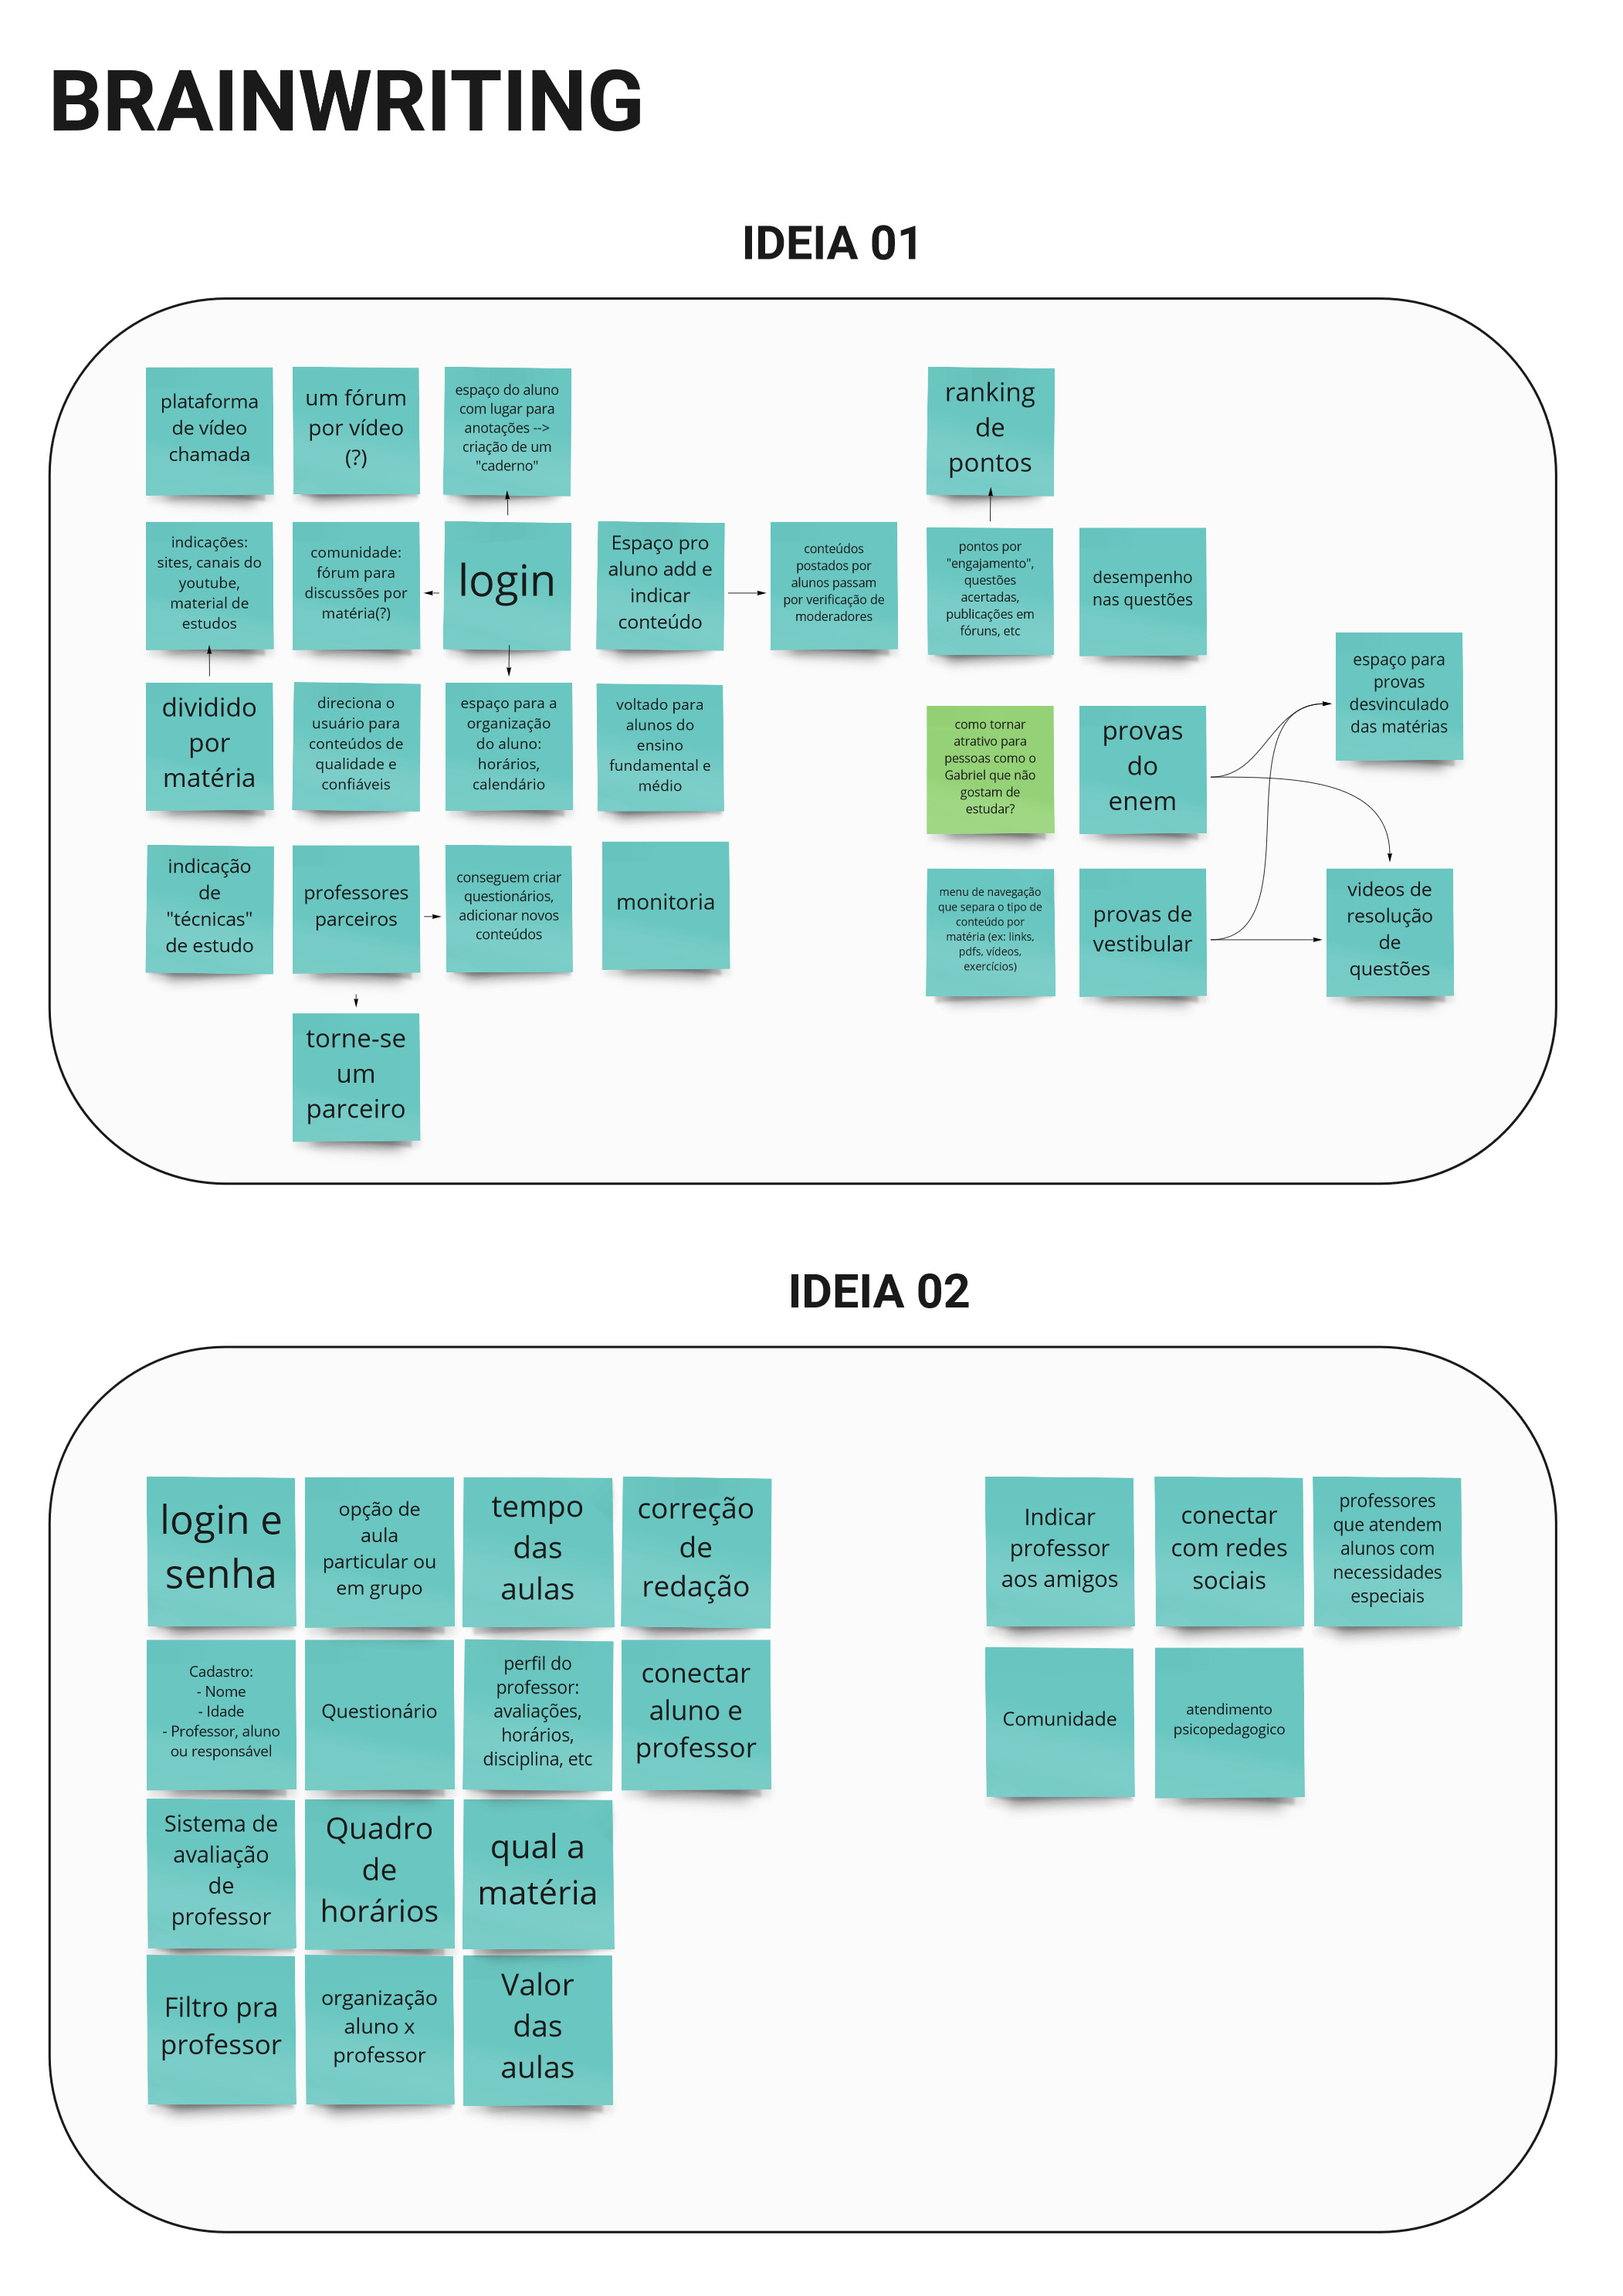 BRAINWRITING
IDEIA 01
plataforma
de vídeo
chamada
um fórum
por vídeo
(?)
espaço do aluno
com lugar para
anotações -->
criação de um
"caderno"
ranking
de
pontos
indicações:
sites, canais do
youtube,
material de
estudos
comunidade:
fórum para
discussões por
matéria(?)
login
Espaço pro
aluno add e
indicar
conteúdo
conteúdos
postados por
alunos passam
por verificação de
moderadores
pontos por
"engajamento",
questões
acertadas,
publicações em
fóruns, etc
desempenho
nas questões
espaço para
provas
desvinculado
das matérias
dividido
por
matéria
direciona o
usuário para
conteúdos de
qualidade e
confiáveis
espaço para a
organização
do aluno:
horários,
calendário
voltado para
alunos do
ensino
fundamental e
médio
como tornar
atrativo para
pessoas como o
Gabriel que não
gostam de
estudar?
provas
do
enem
indicação
de
"técnicas"
de estudo
professores
parceiros
conseguem criar
questionários,
adicionar novos
conteúdos
monitoria
menu de navegação
que separa o tipo de
conteúdo por
matéria (ex: links,
pdfs, vídeos,
exercícios)
provas de
vestibular
videos de
resolução
de
questões
torne-se
um
parceiro
IDEIA 02
login e
senha
opção de
aula
particular ou
em grupo
tempo
das
aulas
correção
de
redação
Indicar
professor
aos amigos
conectar
com redes
sociais
professores
que atendem
alunos com
necessidades
especiais
Cadastro:
- Nome
- Idade
- Professor, aluno
ou responsável
Questionário
perfil do
professor:
avaliações,
horários,
disciplina, etc
conectar
aluno e
professor
Comunidade
atendimento
psicopedagogico
Sistema de
avaliação
de
professor
Quadro
de
horários
qual a
matéria
Filtro pra
professor
organização
aluno x
professor
Valor
das
aulas